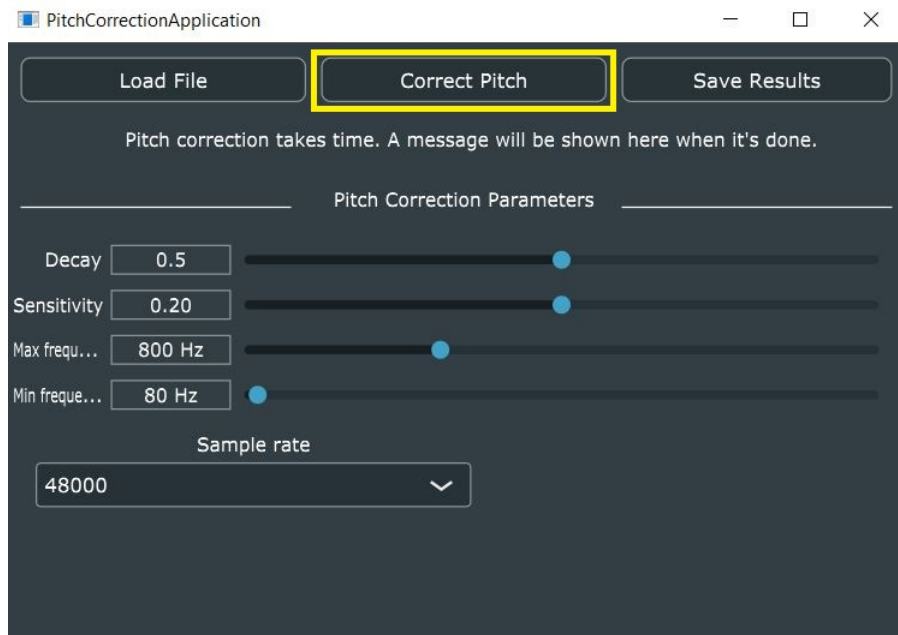 PitchCorrectionApplication
Load File Correct Pitch Save Results
Pitch correction takes time. A message will be shown here when it's done.
Pitch Correction Parameters
Decay 0.5
Sensitivity 0.20
Max frequ... 800 Hz
Min freque... 80 Hz
Sample rate
48000